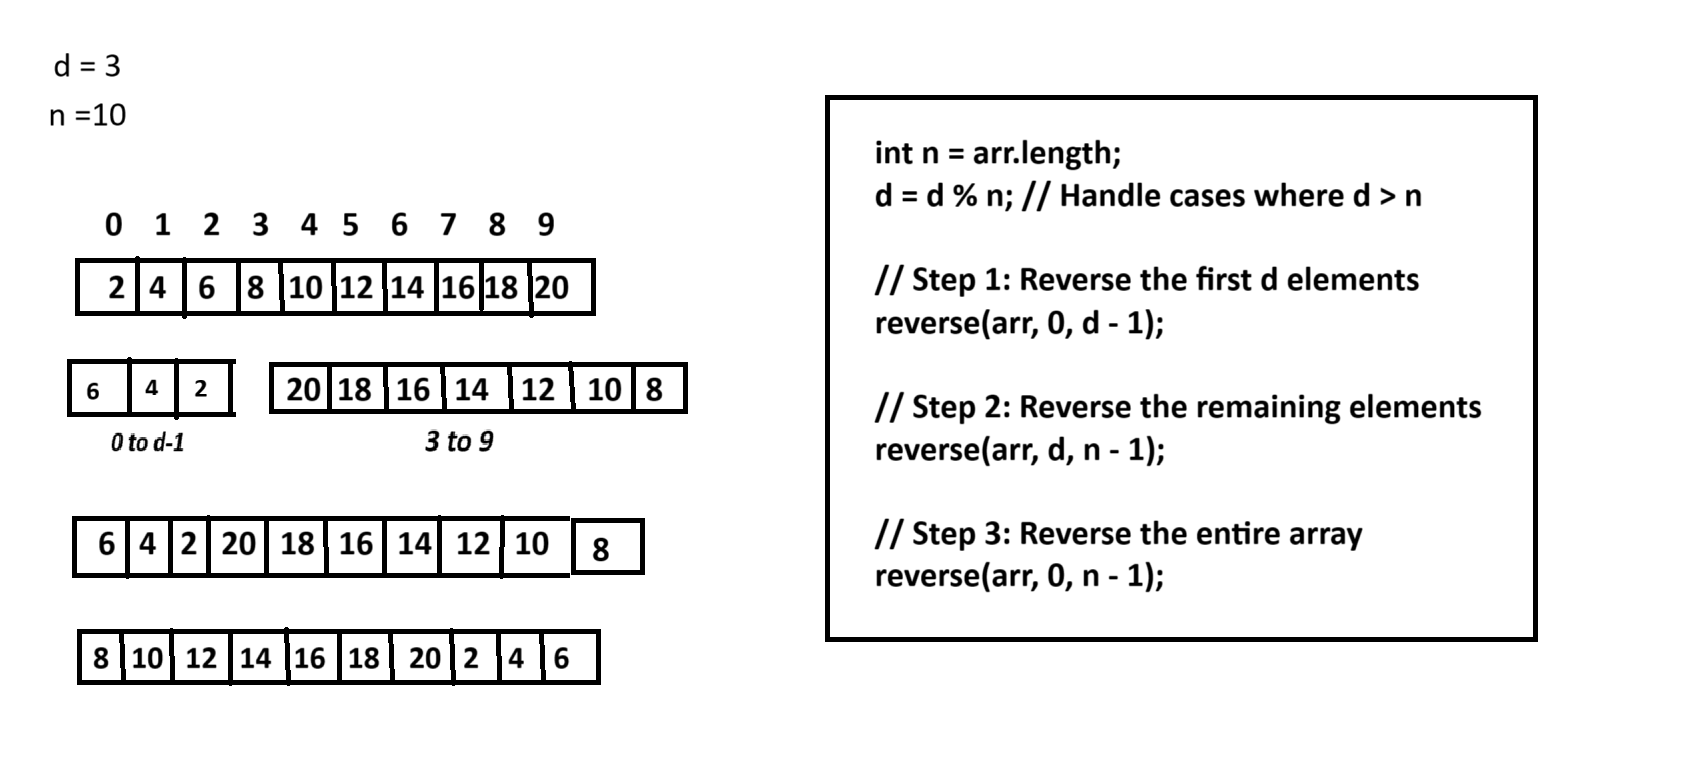 d = 3
n =10
0 1 2 3 4 5 6 7 8 9
2 4 6 8 10 12 14 16 18 20
6 4 2 20 18 16 14 12 10 8
0 to d-1 3 to 9
6 4 2 20 18 16 14 12 10 8
8 10 12 14 16 18 20 2 4 6
int n = arr.length;
d = d % n; // Handle cases where d > n
// Step 1: Reverse the first d elements
reverse(arr, 0, d - 1);
// Step 2: Reverse the remaining elements
reverse(arr, d, n - 1);
// Step 3: Reverse the entire array
reverse(arr, 0, n - 1);